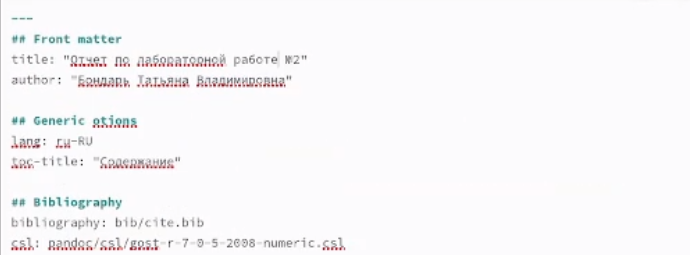 ---
## Front matter
title: "Отчет по лабораторной работе №2"
author: "Бондарь Татьяна Владимировна"
## Generic otions
lang: ru-RU
toc-title: "Содержание"
## Bibliography
bibliography: bib/cite.bib
csl: pandoc/csl/gost-r-7-0-5-2008-numeric.csl